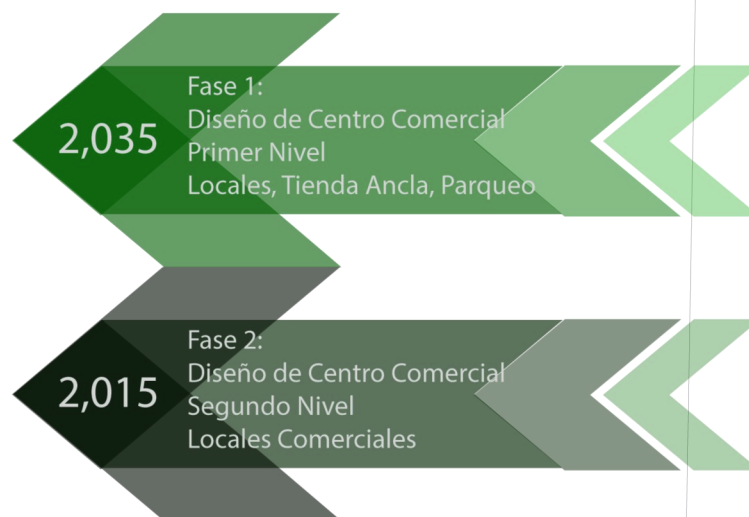 2,035
Fase 1:
Diseño de Centro Comercial
Primer Nivel
Locales, Tienda Ancla, Parqueo
2,015
Fase 2:
Diseño de Centro Comercial
Segundo Nivel
Locales Comerciales